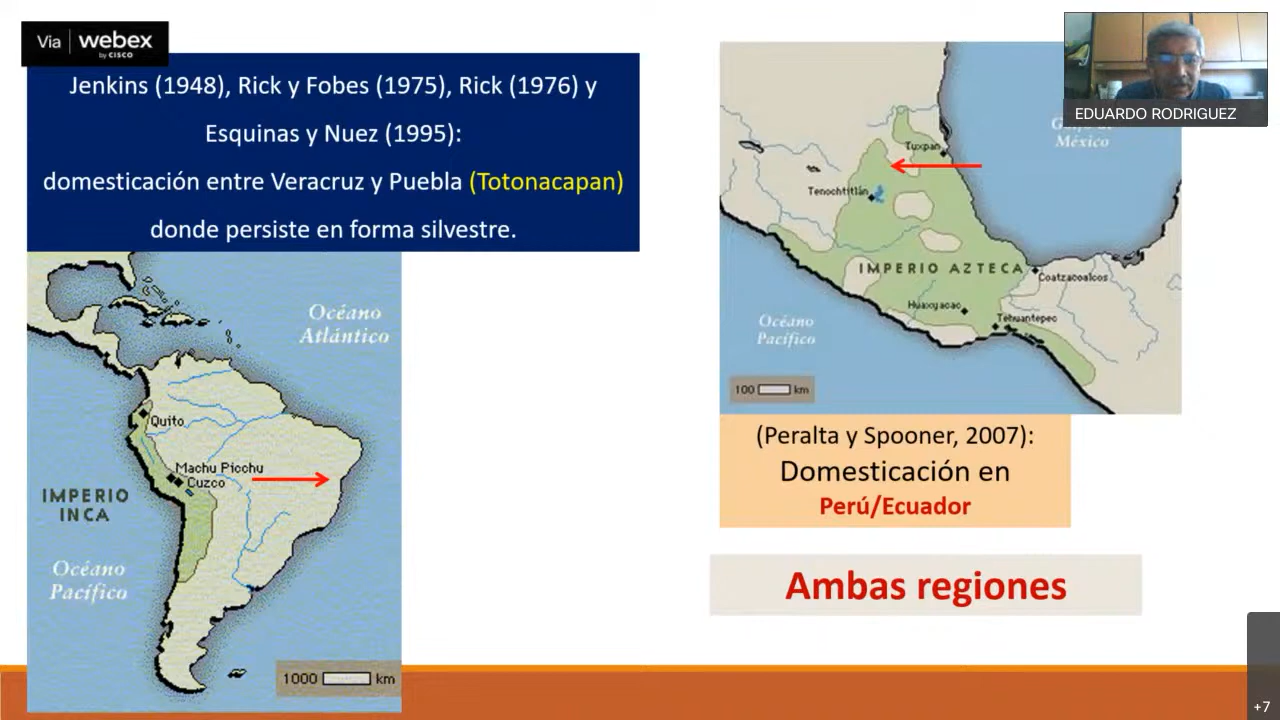 Via webex
by CISCO
Jenkins (1948), Rick y Fobes (1975), Rick (1976) y
Esquinas y Nuez (1995):
domesticación entre Veracruz y Puebla (Totonacapan)
donde persiste en forma silvestre.
Océano
Atlántico
Quito
Machu Picchu
Cuzco
IMPERIO
INCA
Océano
Pacífico
1000 km
EDUARDO RODRIGUEZ
Golfo de
México
Tuxpan
Tenochtitlán
IMPERIO AZTECA
Coatzacoalcos
Huaxyacac
Tehuantepec
Océano
Pacífico
100 km
(Peralta y Spooner, 2007):
Domesticación en
Perú/Ecuador
Ambas regiones
+7